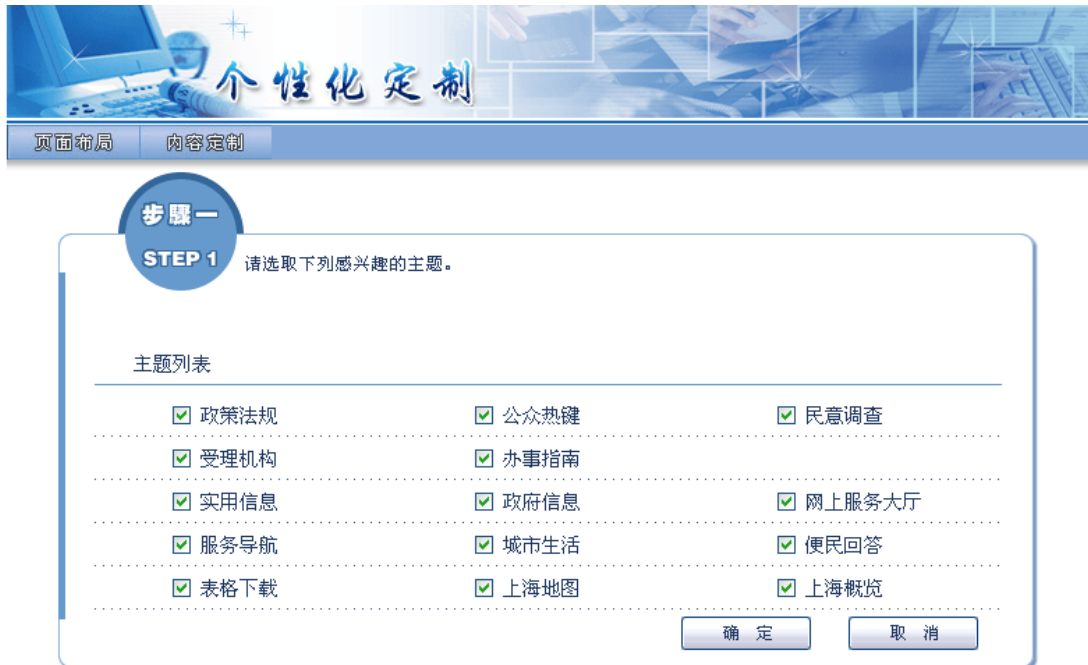 个性化定制
页面布局 内容定制
步骤一
STEP 1
请选取下列感兴趣的主题。
主题列表
政策法规 公众热键 民意调查
受理机构 办事指南
实用信息 政府信息 网上服务大厅
服务导航 城市生活 便民回答
表格下载 上海地图 上海概览
确 定 取 消